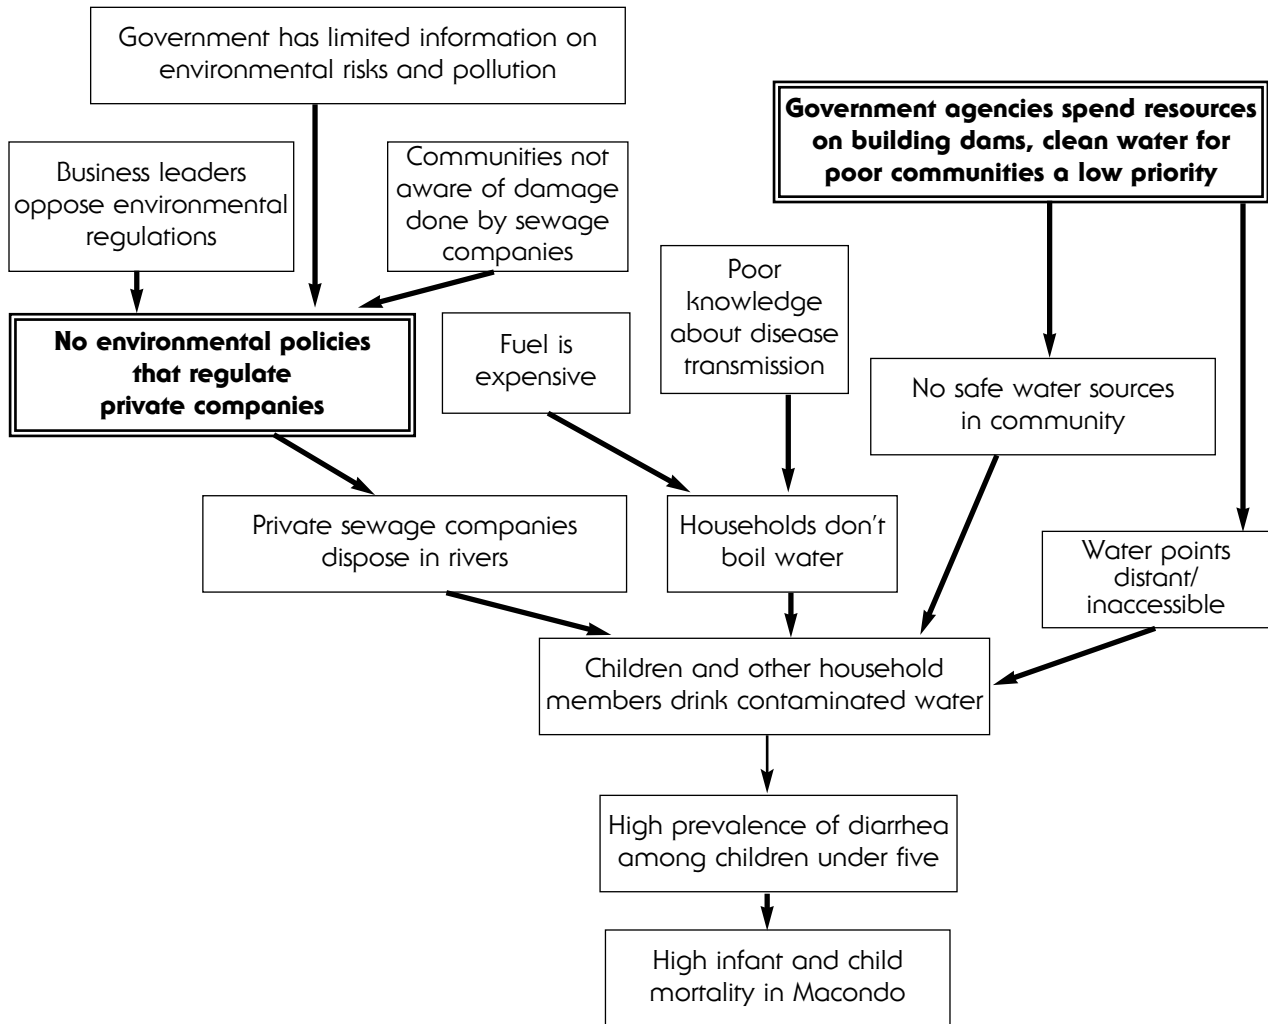 Government has limited information on
environmental risks and pollution
Government agencies spend resources
on building dams, clean water for
poor communities a low priority
Business leaders
oppose environmental
regulations
Communities not
aware of damage
done by sewage
companies
Poor
knowledge
about disease
transmission
No environmental policies
that regulate
private companies
Fuel is
expensive
No safe water sources
in community
Private sewage companies
dispose in rivers
Households don't
boil water
Water points
distant/
inaccessible
Children and other household
members drink contaminated water
High prevalence of diarrhea
among children under five
High infant and child
mortality in Macondo